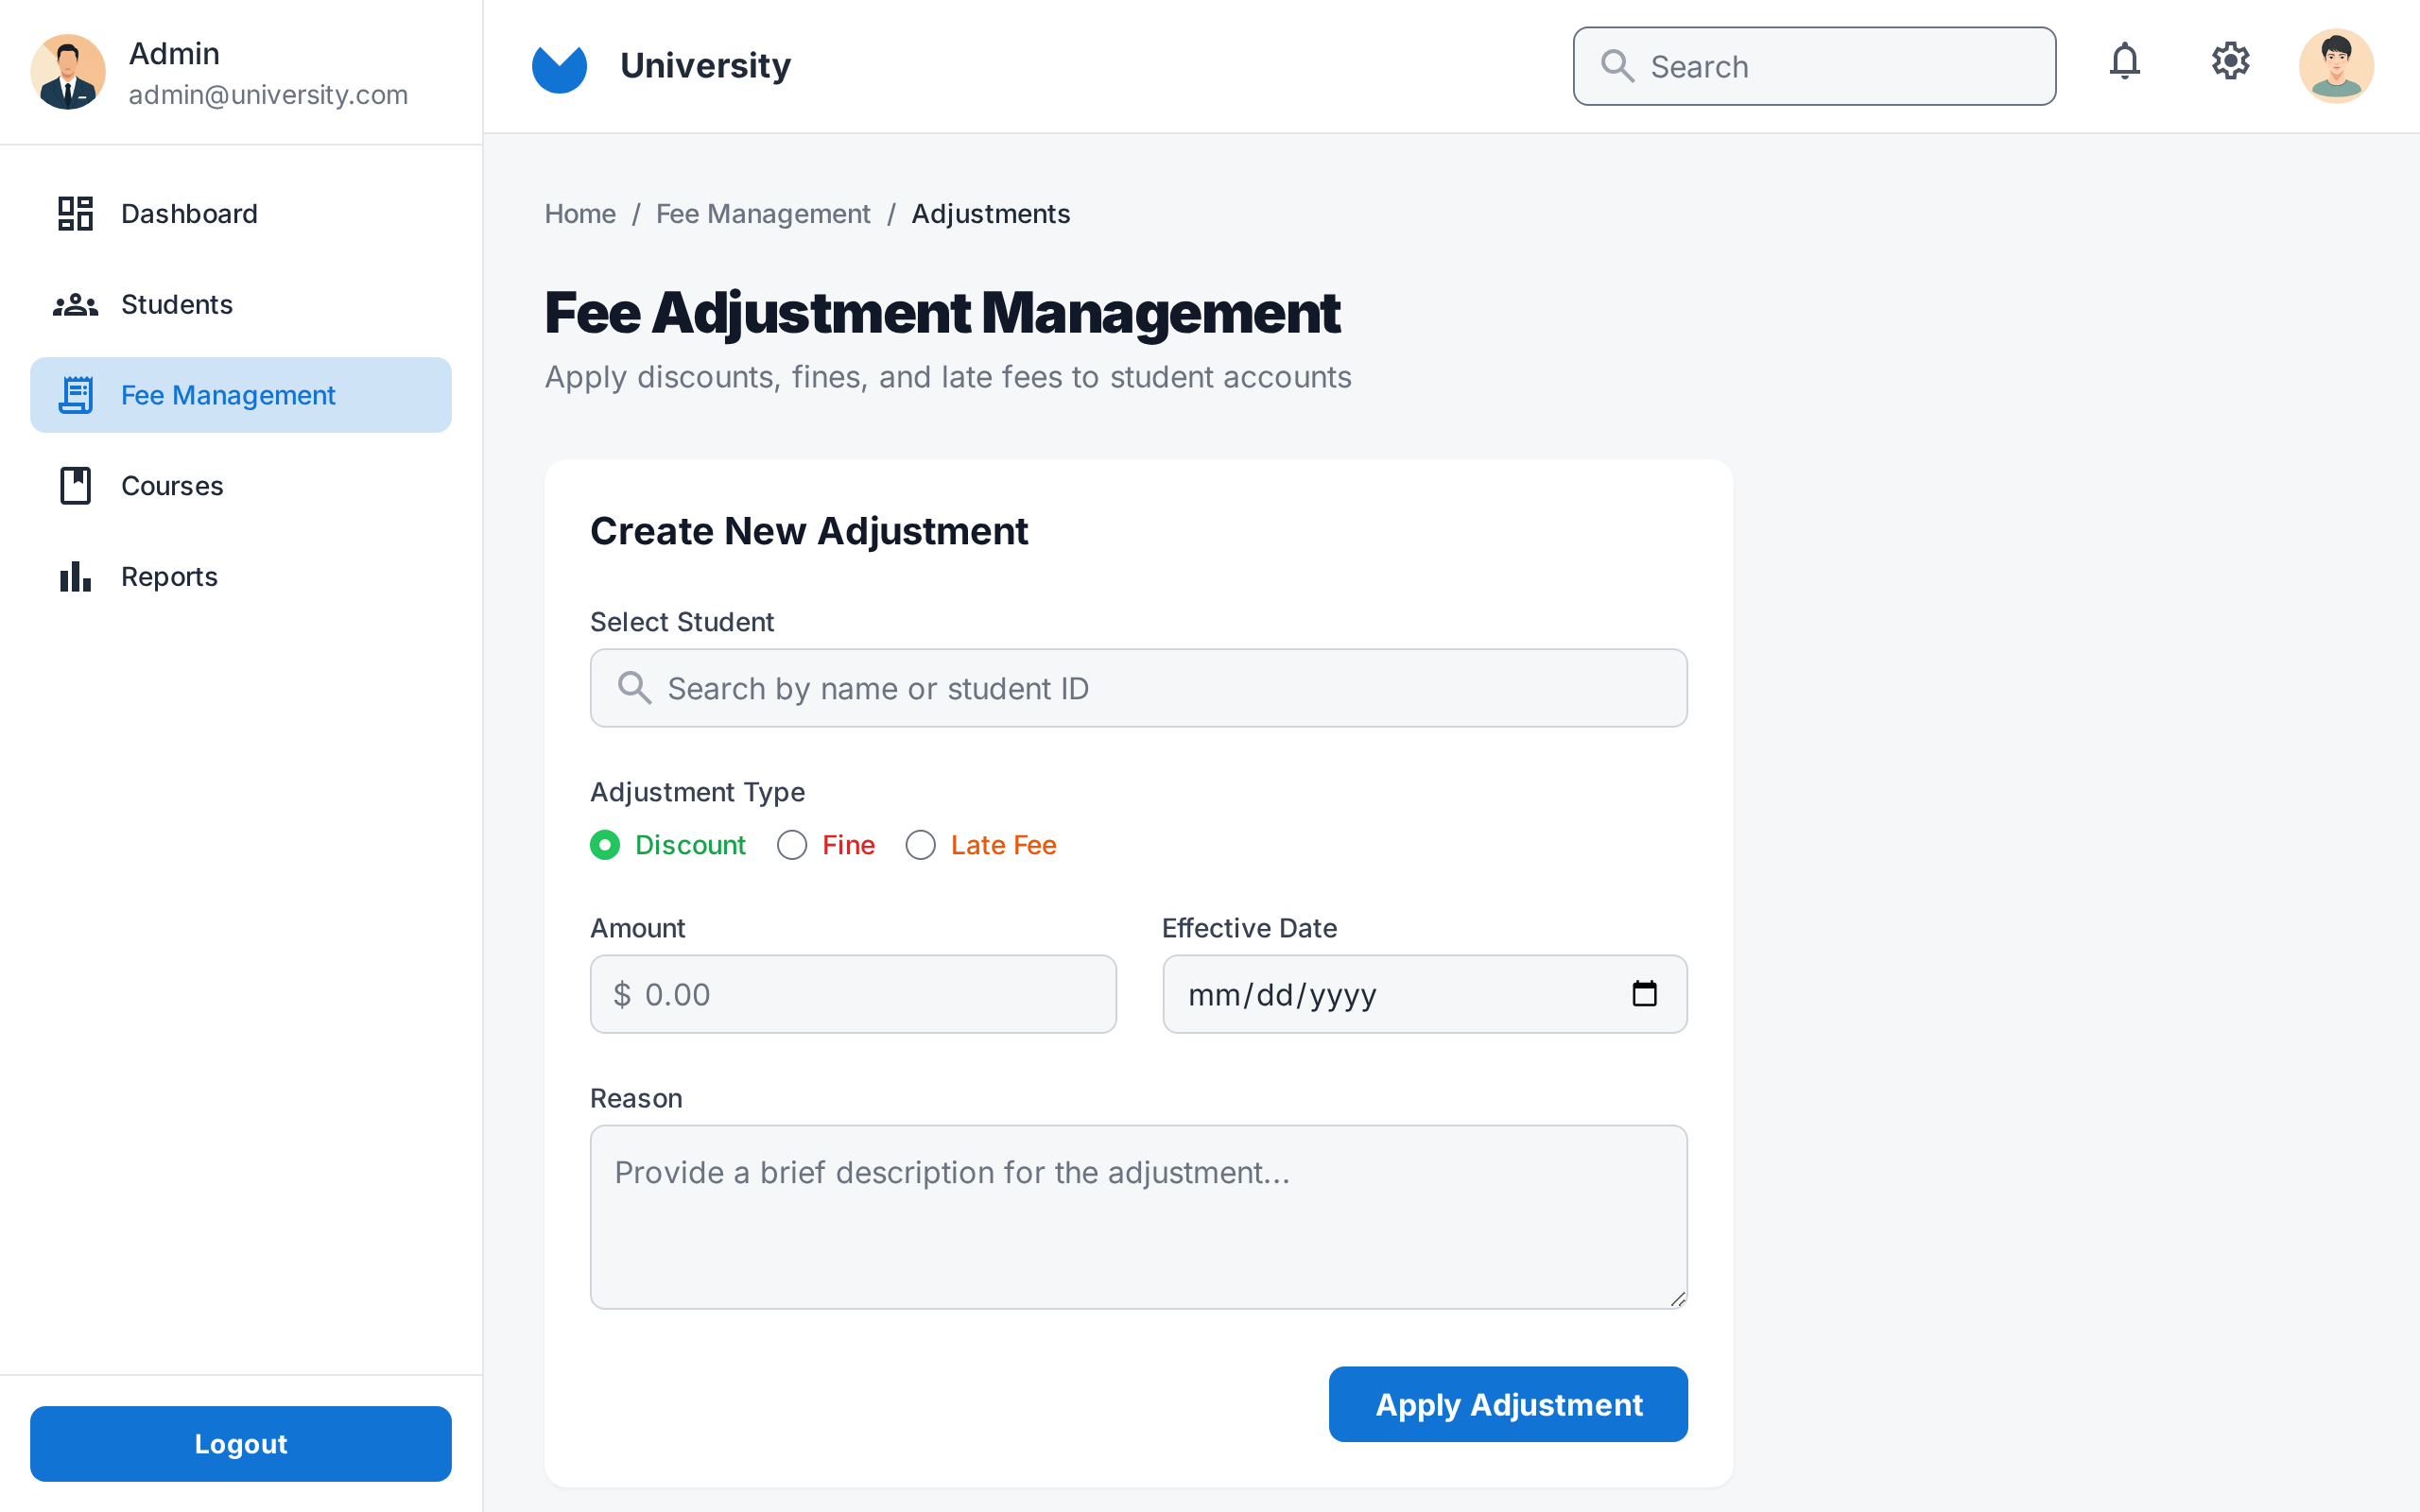 Admin
admin@university.com
Dashboard
Students
Fee Management
Courses
Reports
Logout
University
Search
Home / Fee Management / Adjustments
Fee Adjustment Management
Apply discounts, fines, and late fees to student accounts
Create New Adjustment
Select Student
Search by name or student ID
Adjustment Type
Discount Fine Late Fee
Amount Effective Date
$ 0.00 mm/dd/yyyy
Reason
Provide a brief description for the adjustment...
Apply Adjustment